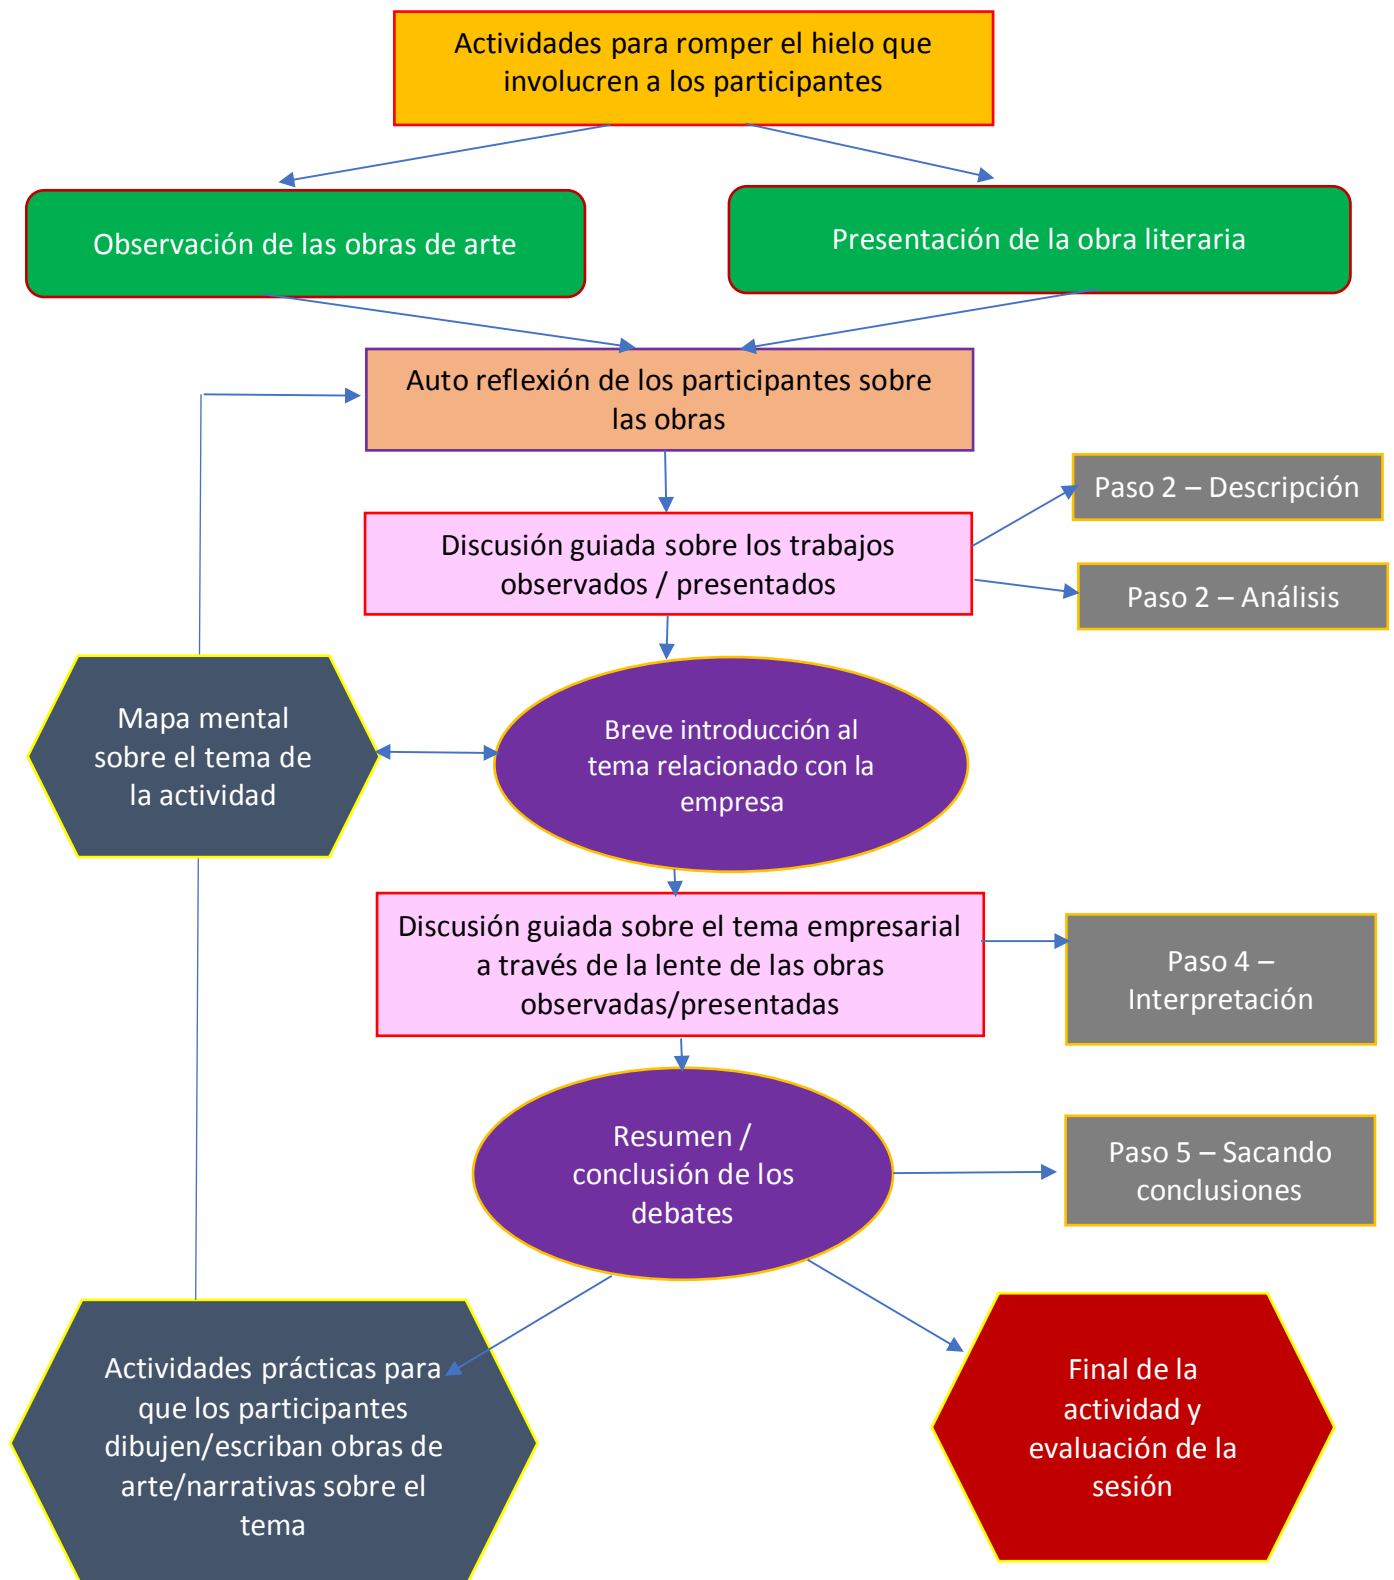 Actividades para romper el hielo que
involucren a los participantes
Observación de las obras de arte
Presentación de la obra literaria
Auto reflexión de los participantes sobre
las obras
Paso 2 – Descripción
Discusión guiada sobre los trabajos
observados / presentados
Paso 2 – Análisis
Mapa mental
sobre el tema de
la actividad
Breve introducción al
tema relacionado con la
empresa
Discusión guiada sobre el tema empresarial
a través de la lente de las obras
observadas/presentadas
Paso 4 –
Interpretación
Resumen /
conclusión de los
debates
Paso 5 – Sacando
conclusiones
Actividades prácticas para
que los participantes
dibujen/escriban obras de
arte/narrativas sobre el
tema
Final de la
actividad y
evaluación de la
sesión